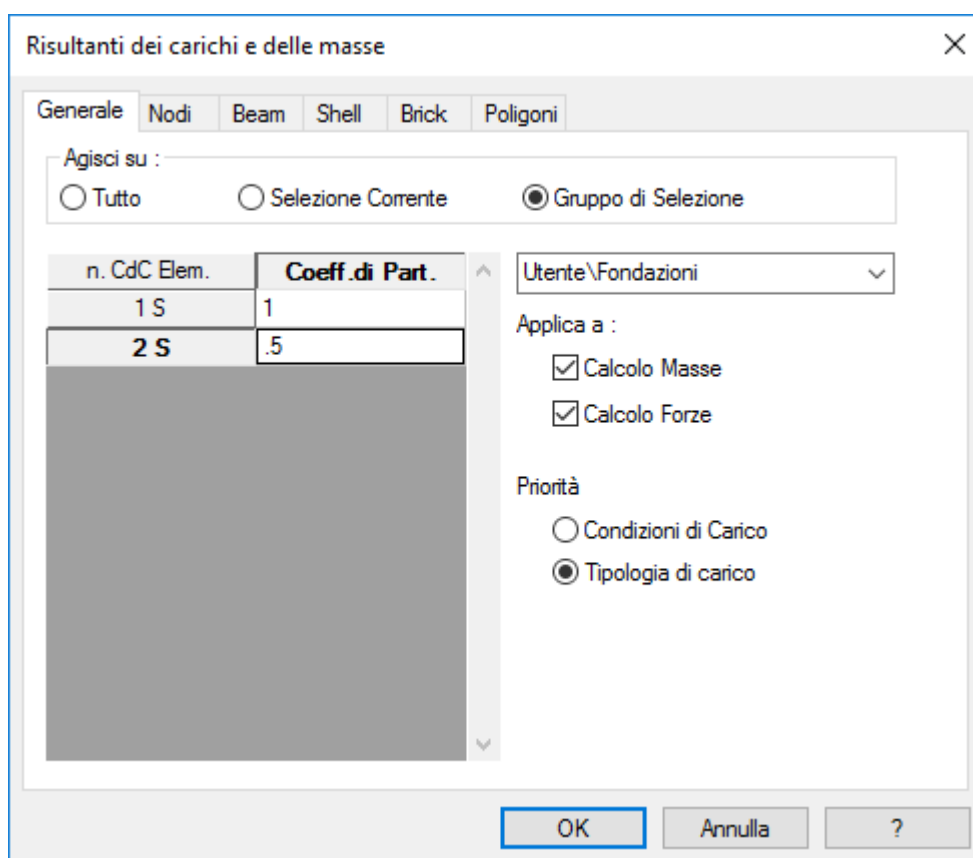 Risultanti dei carichi e delle masse
Generale Nodi Beam Shell Brick Poligoni
Agisci su :
Tutto Selezione Corrente Gruppo di Selezione
n. CdC Elem. Coeff.di Part.
1 S 1
2 S .5
Utente\Fondazioni
Applica a :
Calcolo Masse
Calcolo Forze
Priorità
Condizioni di Carico
Tipologia di carico
OK Annulla ?